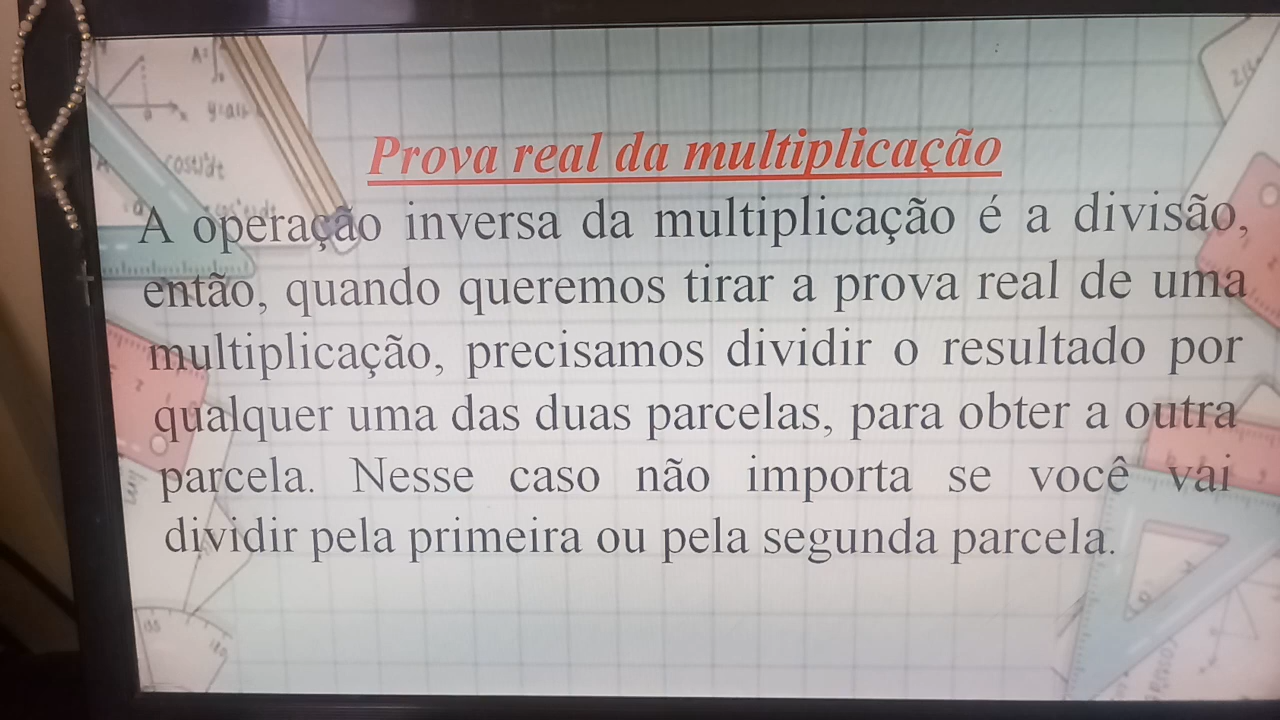 Prova real da multiplicação
A operação inversa da multiplicação é a divisão,
então, quando queremos tirar a prova real de uma
multiplicação, precisamos dividir o resultado por
qualquer uma das duas parcelas, para obter a outra
parcela. Nesse caso não importa se você vai
dividir pela primeira ou pela segunda parcela.